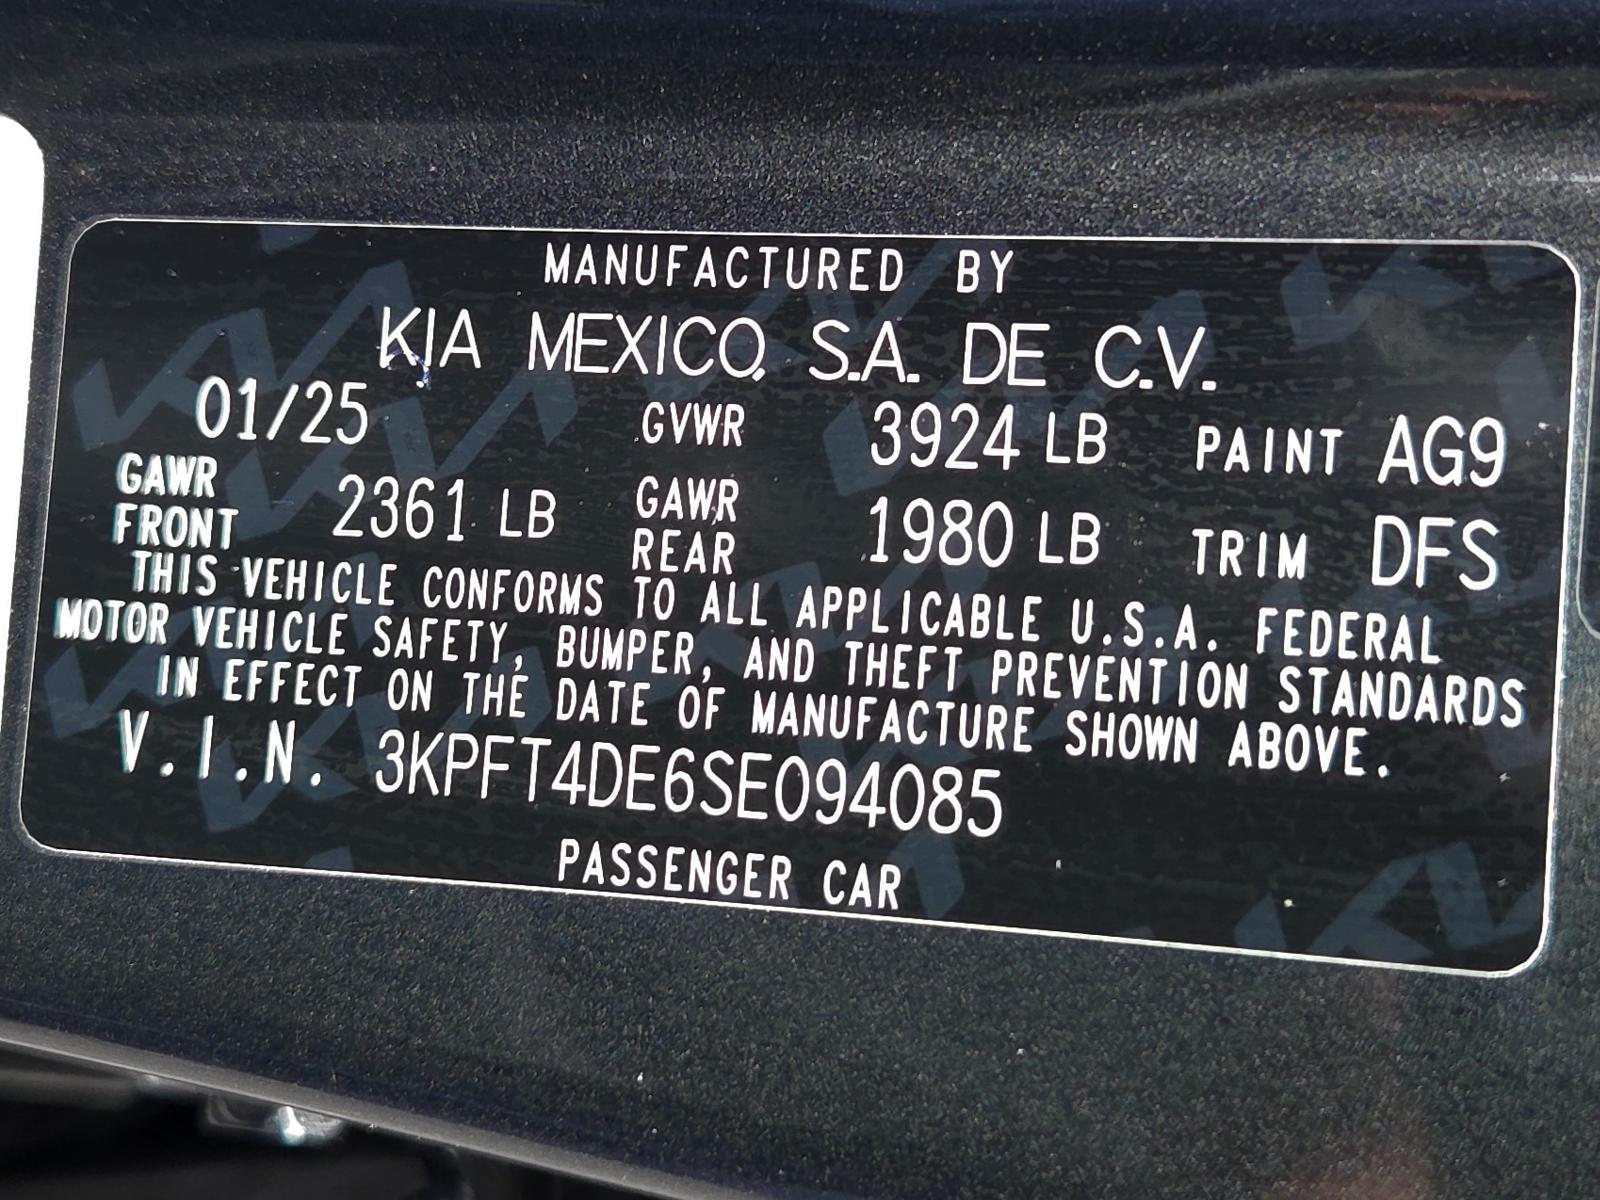 MANUFACTURED BY
KIA MEXICO, S.A. DE C.V.
01/25 GVWR 3924 LB PAINT AG9
GAWR FRONT 2361 LB GAWR REAR 1980 LB TRIM DFS
THIS VEHICLE CONFORMS TO ALL APPLICABLE U.S.A. FEDERAL
MOTOR VEHICLE SAFETY, BUMPER, AND THEFT PREVENTION STANDARDS
IN EFFECT ON THE DATE OF MANUFACTURE SHOWN ABOVE.
V.I.N. 3KPFT4DE6SE094085
PASSENGER CAR